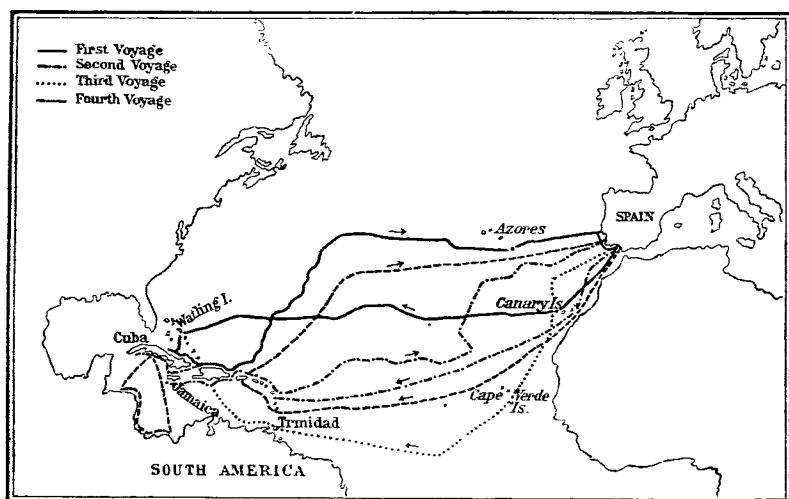 First Voyage
Second Voyage
Third Voyage
Fourth Voyage
Azores
SPAIN
Watling I.
Canary Is.
Cuba
Jamaica
Cape Verde
Is.
Trinidad
SOUTH AMERICA